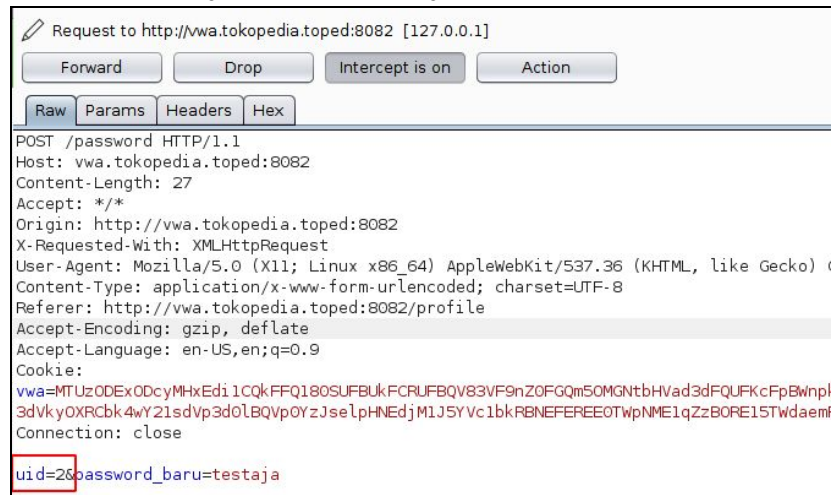 Request to http://vwa.tokopedia.toped:8082 [127.0.0.1]
Forward Drop Intercept is on Action
Raw Params Headers Hex
POST /password HTTP/1.1
Host: vwa.tokopedia.toped:8082
Content-Length: 27
Accept: */*
Origin: http://vwa.tokopedia.toped:8082
X-Requested-With: XMLHttpRequest
User-Agent: Mozilla/5.0 (X11; Linux x86_64) AppleWebKit/537.36 (KHTML, like Gecko)
Content-Type: application/x-www-form-urlencoded; charset=UTF-8
Referer: http://vwa.tokopedia.toped:8082/profile
Accept-Encoding: gzip, deflate
Accept-Language: en-US,en;q=0.9
Cookie:
Connection: close
uid=2&password_baru=testaja